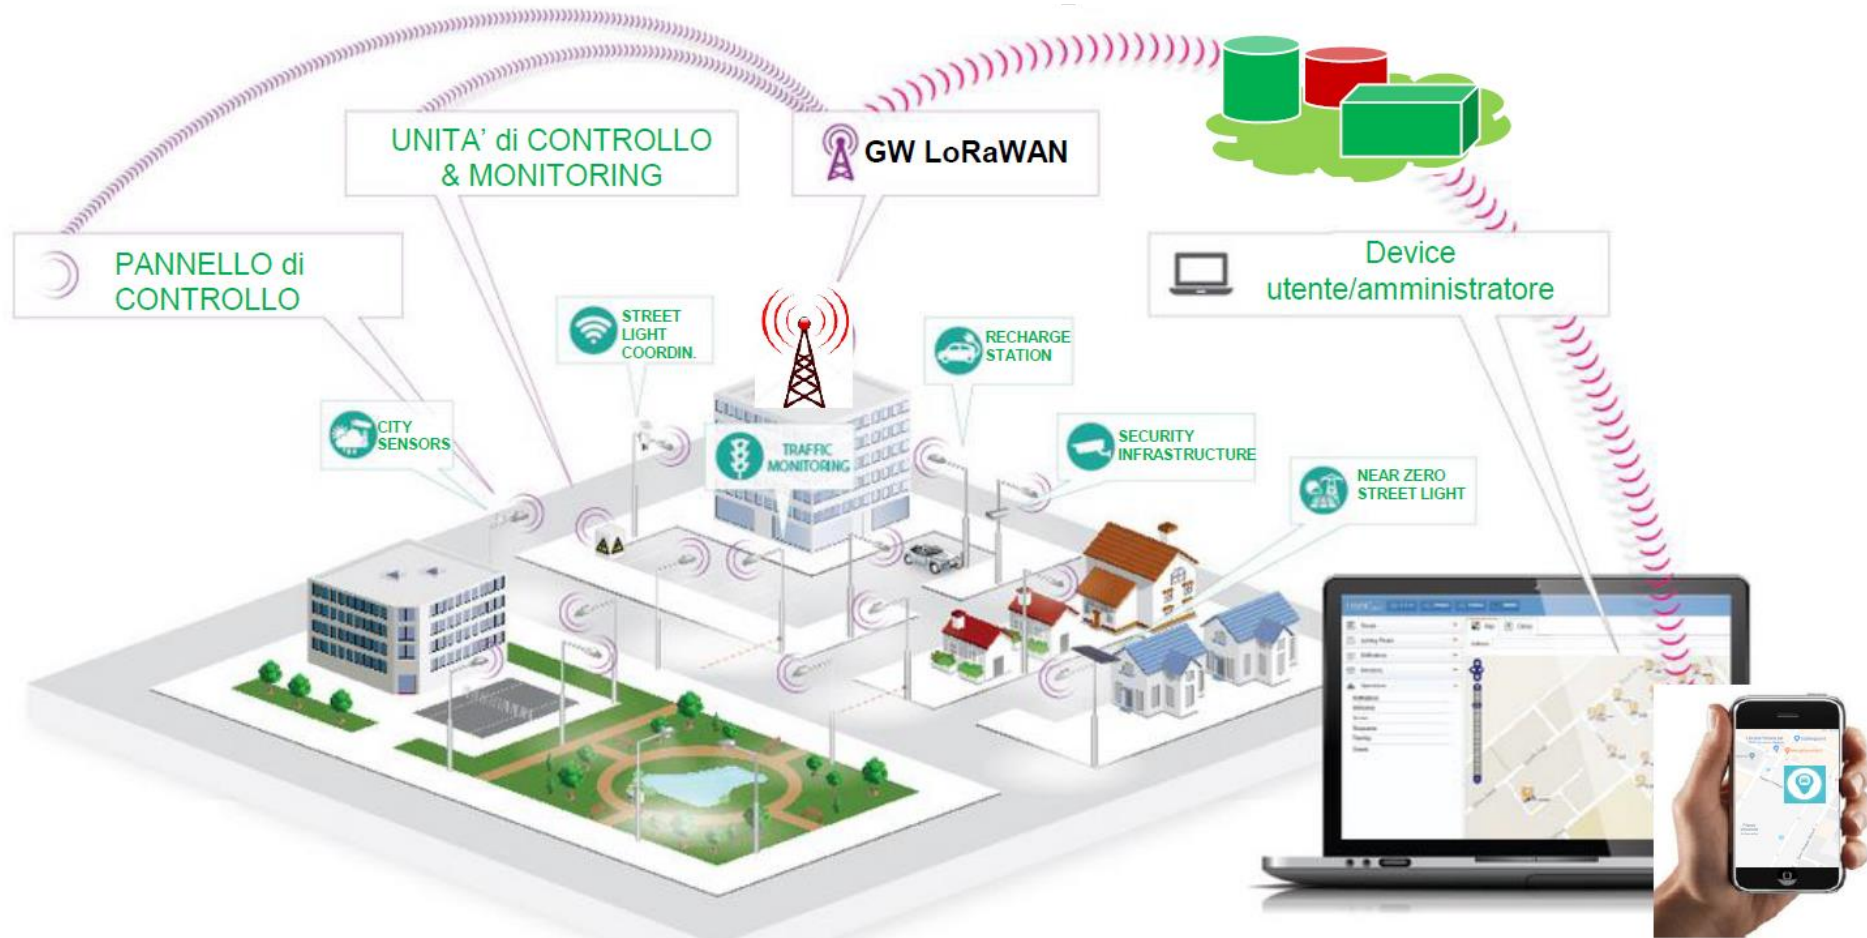 UNITA' di CONTROLLO
& MONITORING
GW LoRaWAN
PANNELLO di
CONTROLLO
Device
utente/amministratore
STREET
LIGHT
COORDIN.
RECHARGE
STATION
CITY
SENSORS
TRAFFIC
MONITORING
SECURITY
INFRASTRUCTURE
NEAR ZERO
STREET LIGHT